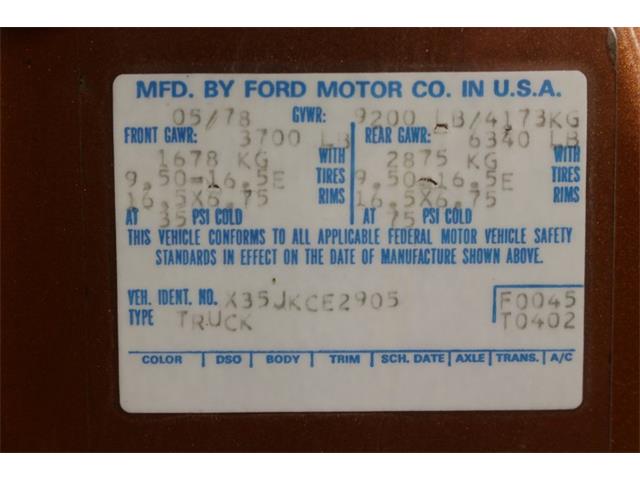 MFD. BY FORD MOTOR CO. IN U.S.A.
05/78 GVWR: 9200 LB/4173KG
FRONT GAWR: 3700 LB REAR GAWR: 6340 LB
1678 KG WITH 2875 KG WITH
9.50-16.5E TIRES 9.50-16.5E TIRES
16.5X6.75 RIMS 16.5X6.75 RIMS
AT 35 PSI COLD AT 75 PSI COLD
THIS VEHICLE CONFORMS TO ALL APPLICABLE FEDERAL MOTOR VEHICLE SAFETY
STANDARDS IN EFFECT ON THE DATE OF MANUFACTURE SHOWN ABOVE.
VEH. IDENT. NO. X35JKCE2905 F0045
TYPE TRUCK T0402
COLOR DSO BODY TRIM SCH. DATE AXLE TRANS. A/C